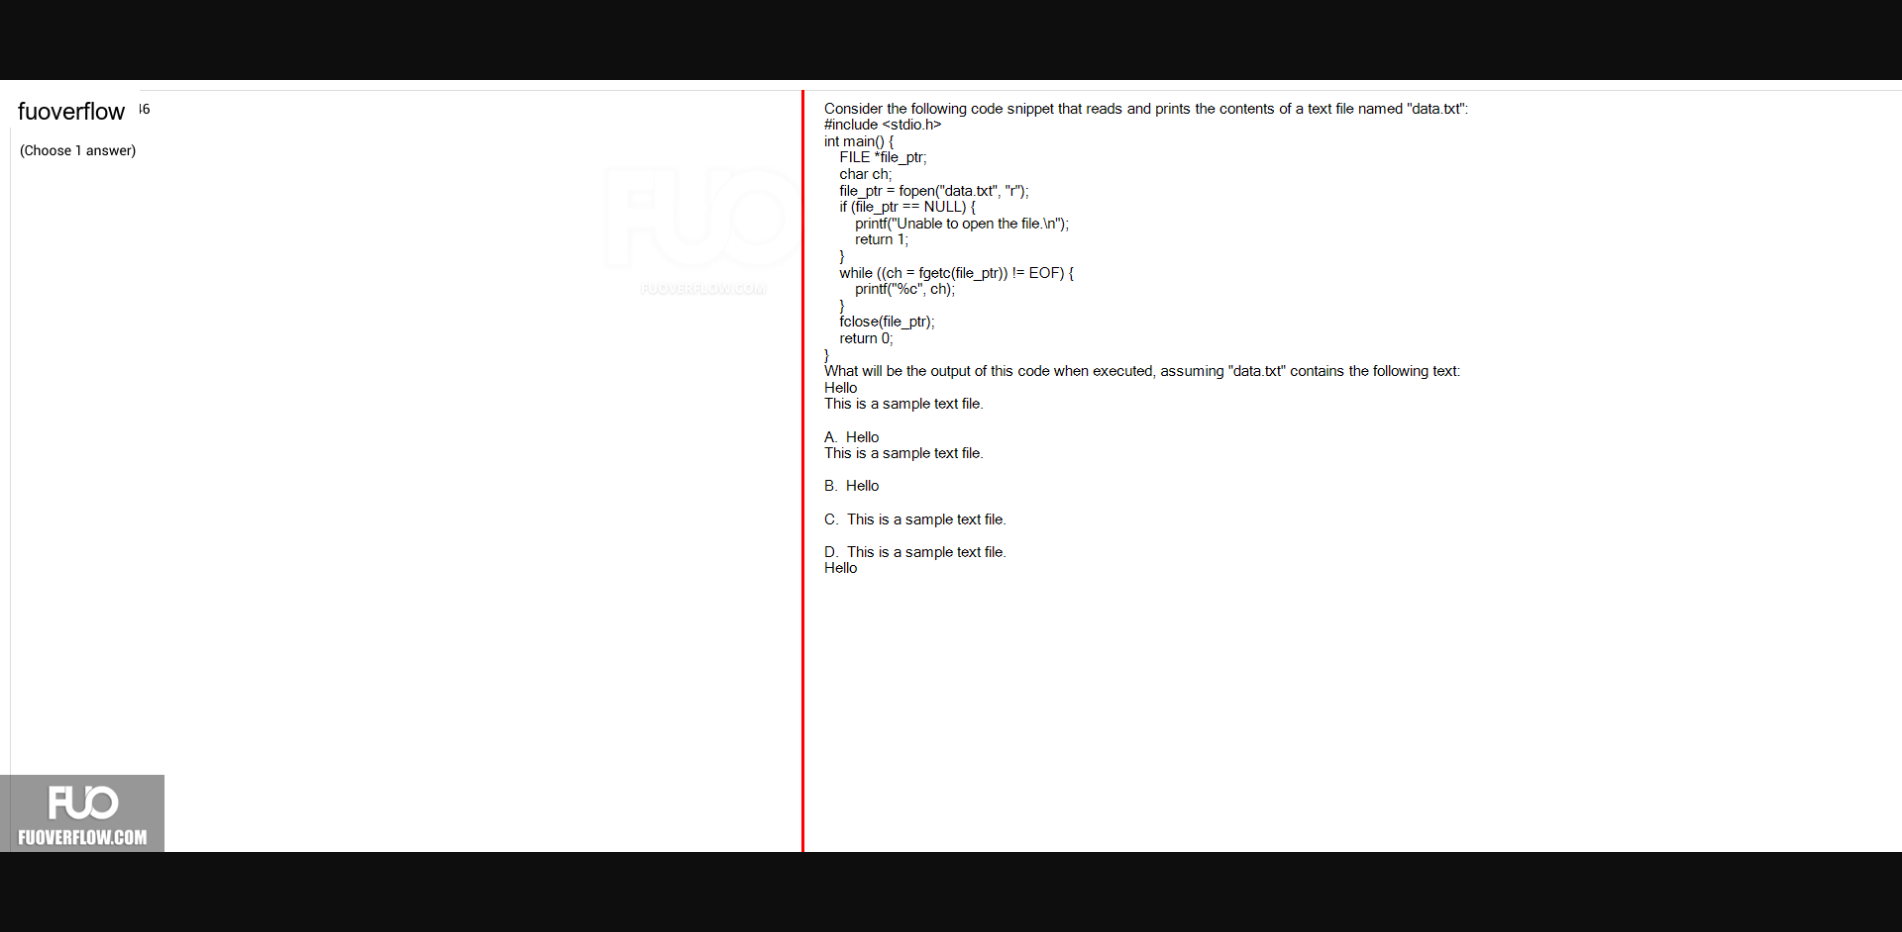 fuoverflow 46
(Choose 1 answer)
FUO
FUOVERFLOW.COM
Consider the following code snippet that reads and prints the contents of a text file named "data.txt":
#include <stdio.h>
int main() {
FILE *file_ptr;
char ch;
file_ptr = fopen("data.txt", "r");
if (file_ptr == NULL) {
printf("Unable to open the file.\n");
return 1;
}
while ((ch = fgetc(file_ptr)) != EOF) {
printf("%c", ch);
}
fclose(file_ptr);
return 0;
}
What will be the output of this code when executed, assuming "data.txt" contains the following text:
Hello
This is a sample text file.
A. Hello
This is a sample text file.
B. Hello
C. This is a sample text file.
D. This is a sample text file.
Hello
FUO
FUOVERFLOW.COM